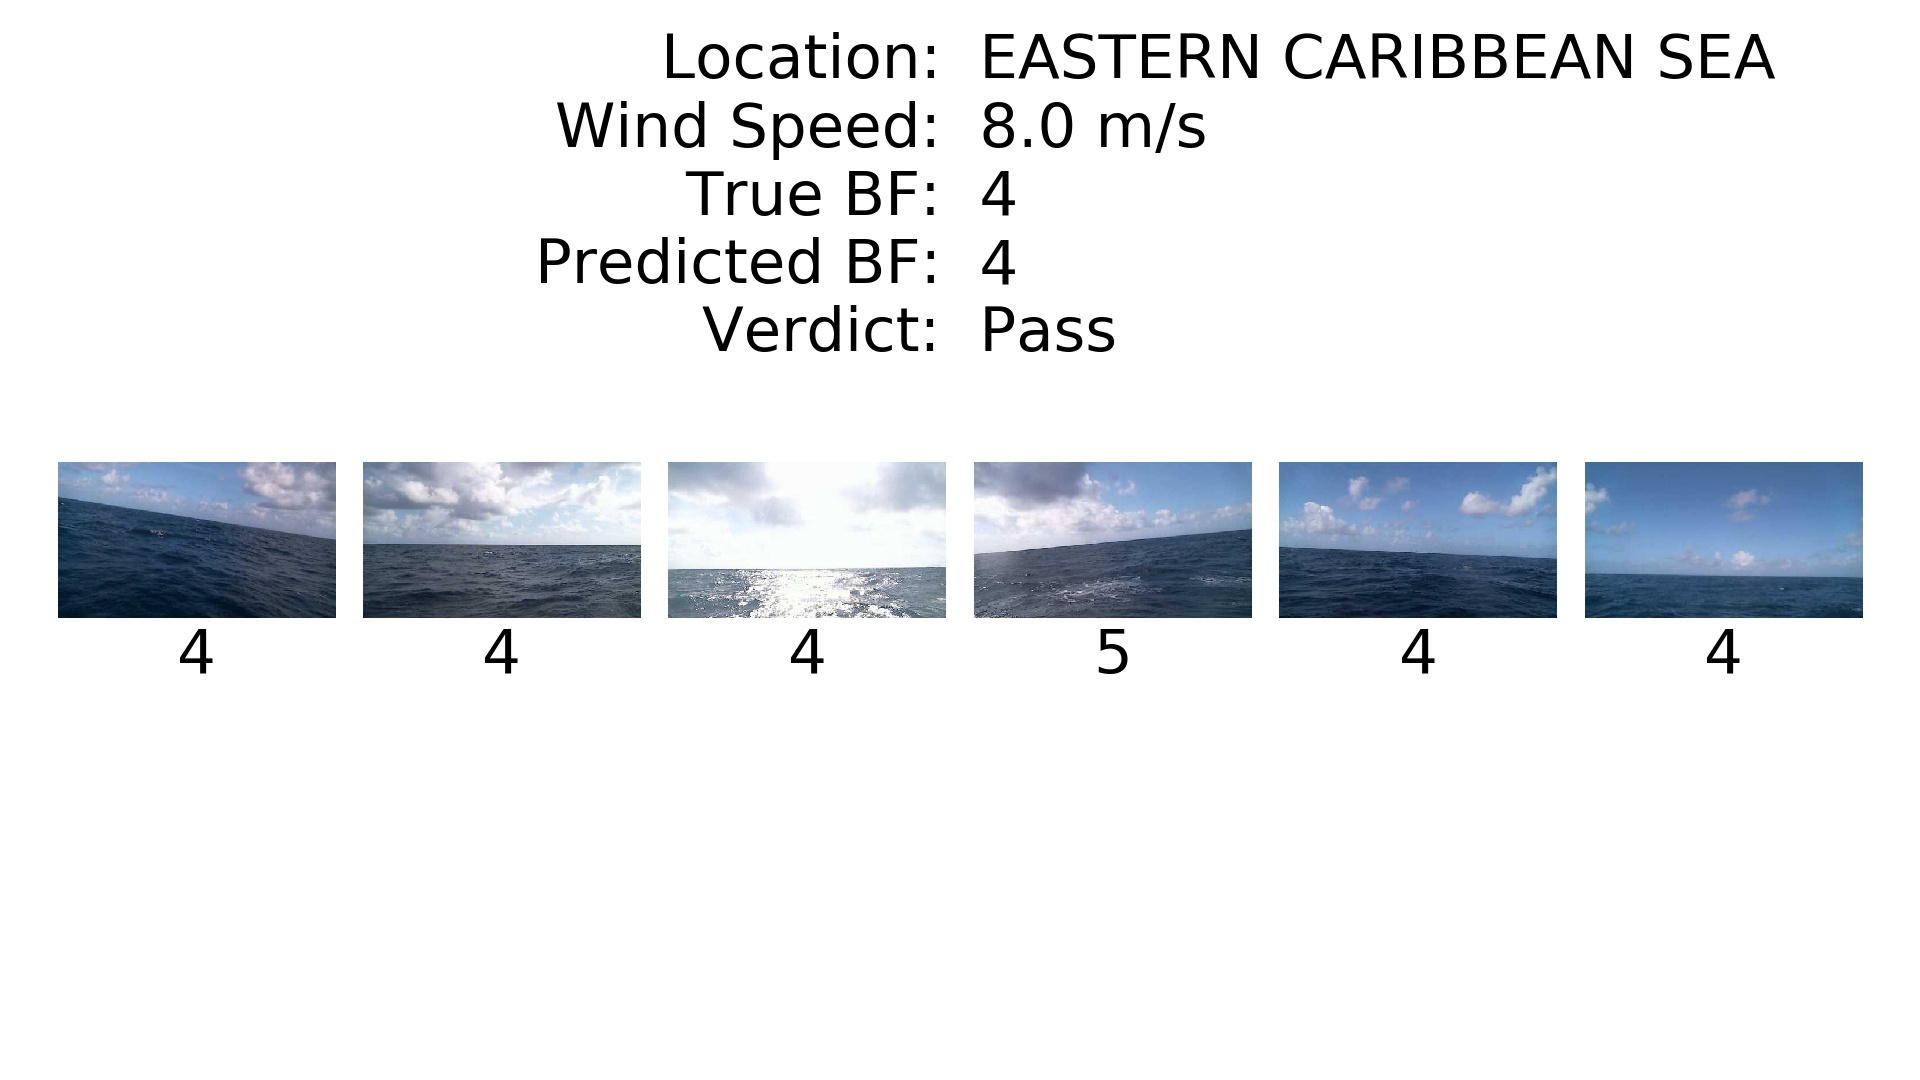 Location: EASTERN CARIBBEAN SEA
Wind Speed: 8.0 m/s
True BF: 4
Predicted BF: 4
Verdict: Pass
4 4 4 5 4 4